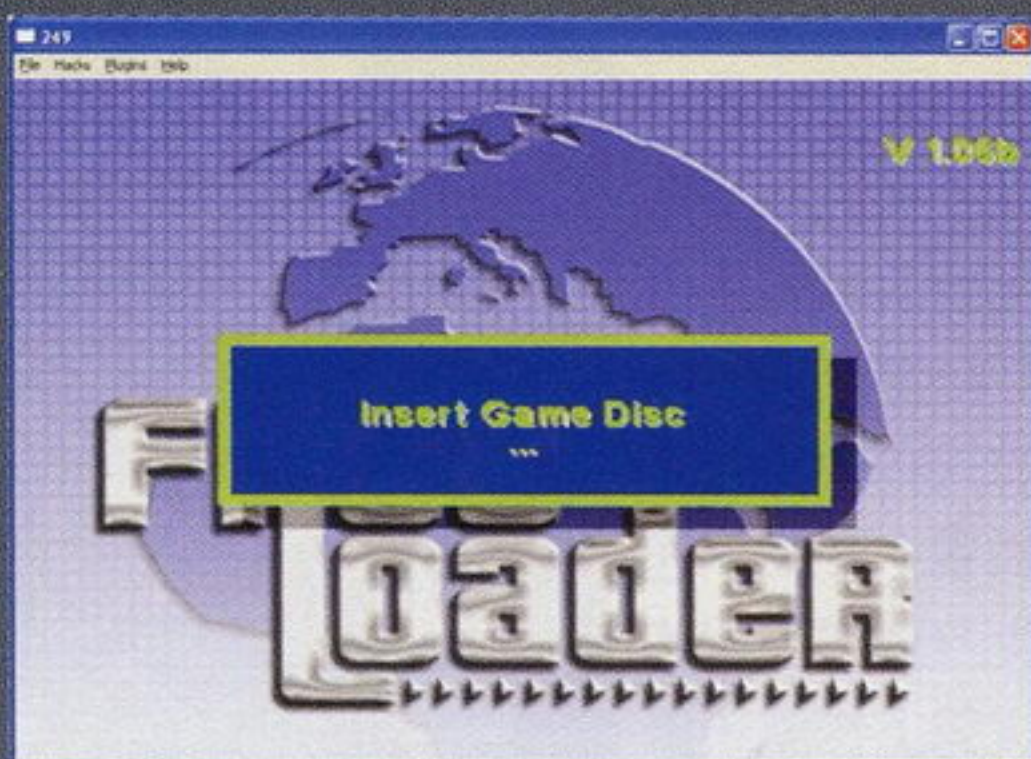 249
File Hacks Plugins Help
V 1.06b
Insert Game Disc
...
Loader